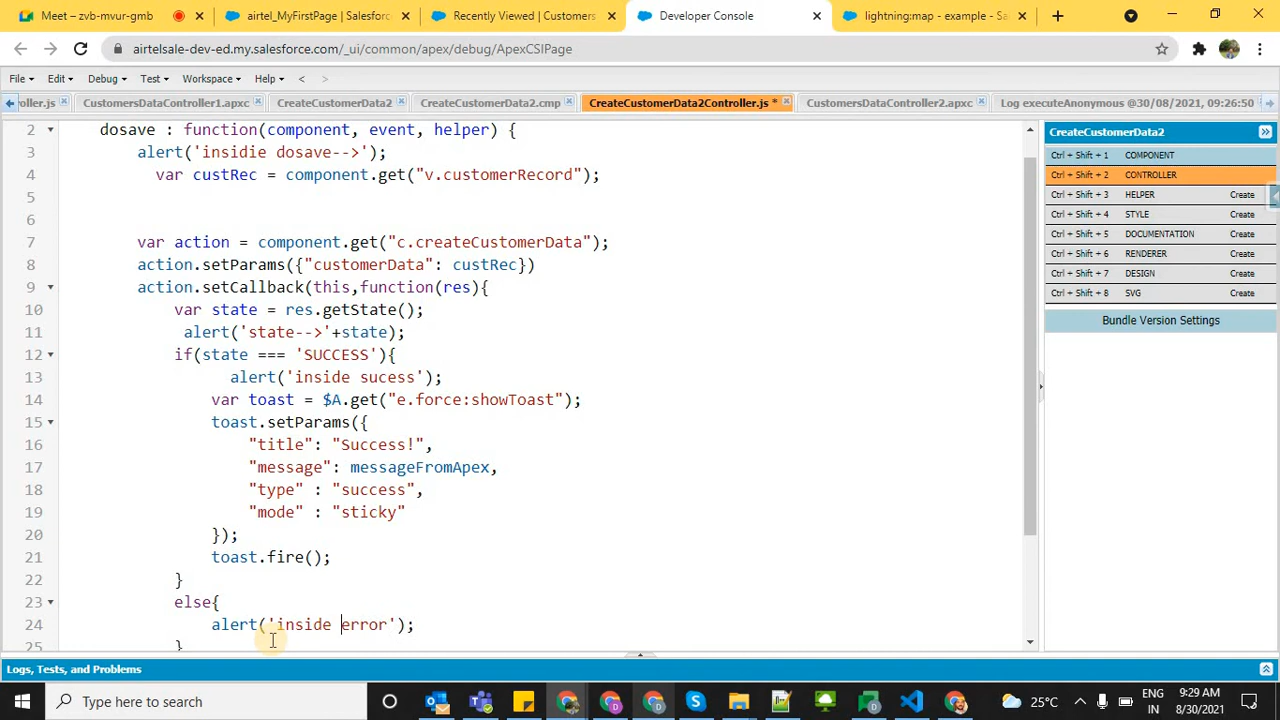 Meet – zvb-mvur-gmb
airtel_MyFirstPage | Salesforc
Recently Viewed | Customers
Developer Console
lightning:map - example - Sa
airtelsale-dev-ed.my.salesforce.com/_ui/common/apex/debug/ApexCSIPage
File Edit Debug Test Workspace Help < >
roller.js CustomersDataController1.apxc CreateCustomerData2 CreateCustomerData2.cmp CreateCustomerData2Controller.js * CustomersDataController2.apxc Log executeAnonymous @30/08/2021, 09:26:50
2 dosave : function(component, event, helper) {
3 alert('insidie dosave-->');
4 var custRec = component.get("v.customerRecord");
5
6
7 var action = component.get("c.createCustomerData");
8 action.setParams({"customerData": custRec})
9 action.setCallback(this,function(res){
10 var state = res.getState();
11 alert('state-->'+state);
12 if(state === 'SUCCESS'){
13 alert('inside sucess');
14 var toast = $A.get("e.force:showToast");
15 toast.setParams({
16 "title": "Success!",
17 "message": messageFromApex,
18 "type" : "success",
19 "mode" : "sticky"
20 });
21 toast.fire();
22 }
23 else{
24 alert('inside error');
25 }
CreateCustomerData2
Ctrl + Shift + 1 COMPONENT
Ctrl + Shift + 2 CONTROLLER
Ctrl + Shift + 3 HELPER Create
Ctrl + Shift + 4 STYLE Create
Ctrl + Shift + 5 DOCUMENTATION Create
Ctrl + Shift + 6 RENDERER Create
Ctrl + Shift + 7 DESIGN Create
Ctrl + Shift + 8 SVG Create
Bundle Version Settings
Logs, Tests, and Problems
Type here to search
25°C
ENG
IN
9:29 AM
8/30/2021